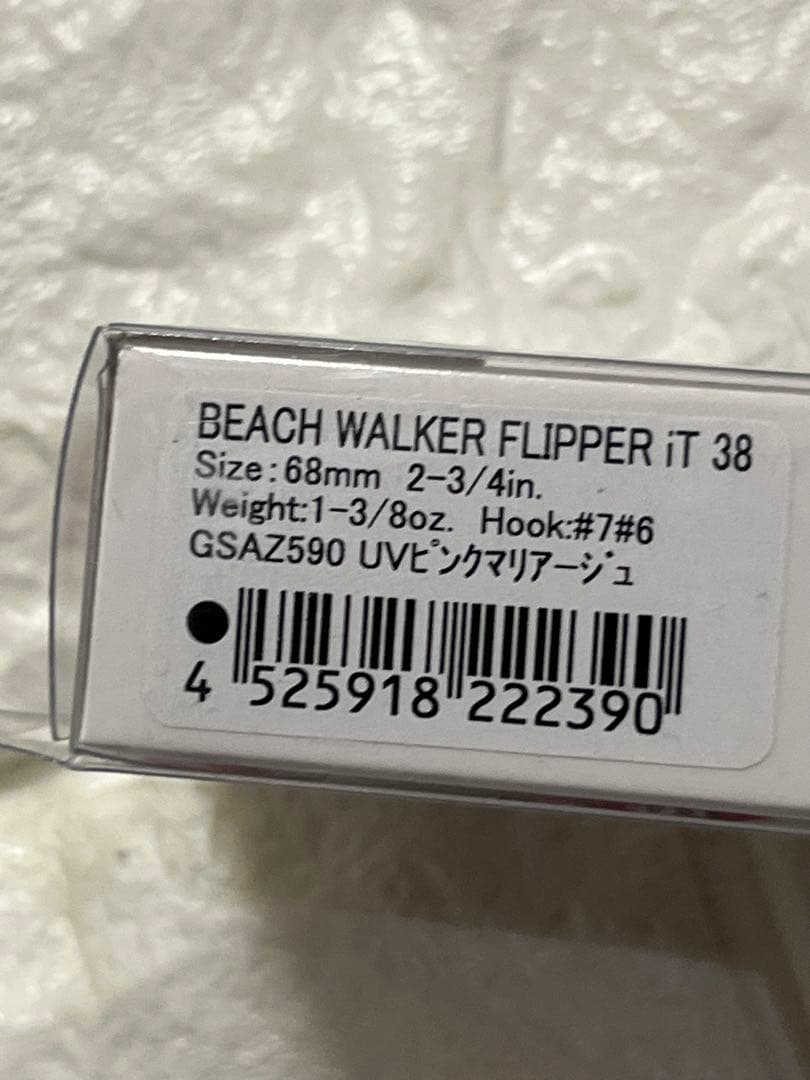 BEACH WALKER FLIPPER iT 38
Size:68mm 2-3/4in.
Weight:1-3/8oz. Hook:#7#6
GSAZ590 UVピンクマリアージュ
4 525918 222390